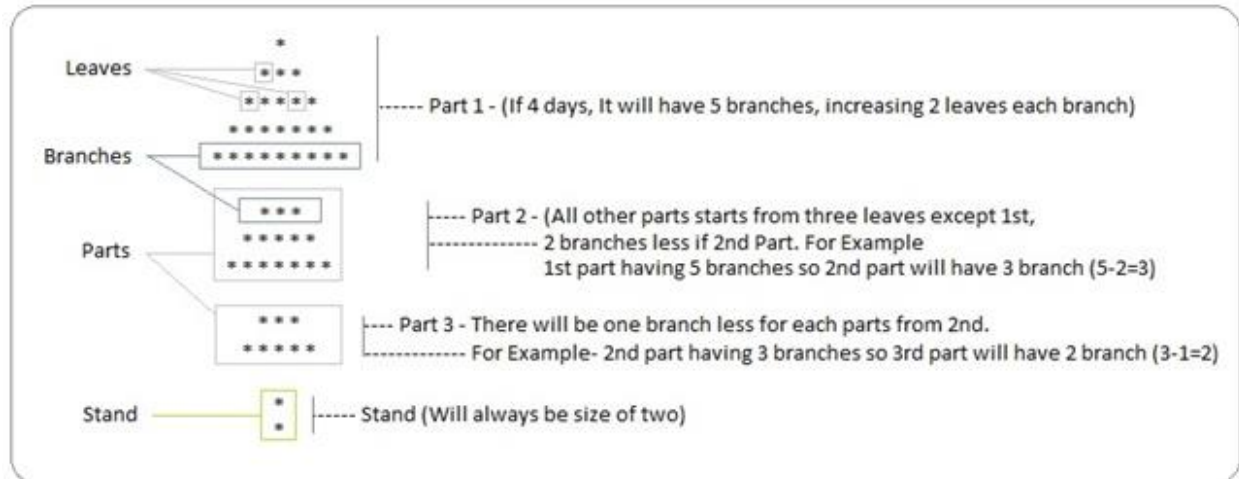 *
Leaves * * *
* * * * * ------ Part 1 - (If 4 days, It will have 5 branches, increasing 2 leaves each branch)
* * * * * * *
Branches * * * * * * * * *
* * * ----- Part 2 - (All other parts starts from three leaves except 1st,
* * * * * ---------------- 2 branches less if 2nd Part. For Example
Parts * * * * * * * 1st part having 5 branches so 2nd part will have 3 branch (5-2=3)
* * * ---- Part 3 - There will be one branch less for each parts from 2nd.
* * * * * --------------- For Example- 2nd part having 3 branches so 3rd part will have 2 branch (3-1=2)
Stand * ------ Stand (Will always be size of two)
*